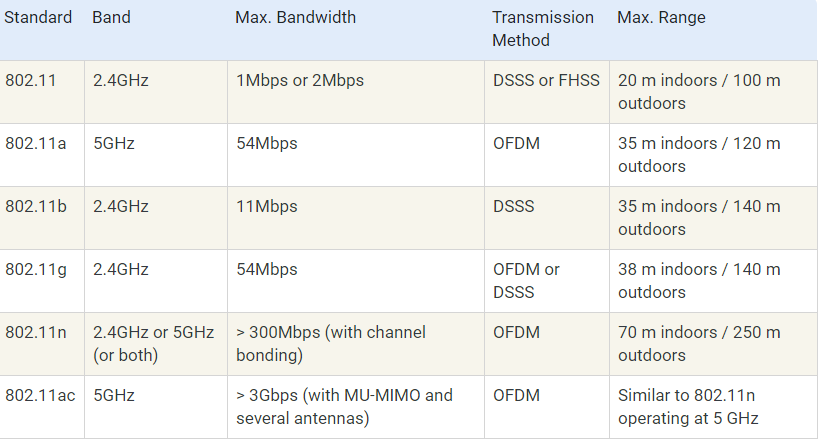 Standard Band Max. Bandwidth Transmission Method Max. Range
802.11 2.4GHz 1Mbps or 2Mbps DSSS or FHSS 20 m indoors / 100 m outdoors
802.11a 5GHz 54Mbps OFDM 35 m indoors / 120 m outdoors
802.11b 2.4GHz 11Mbps DSSS 35 m indoors / 140 m outdoors
802.11g 2.4GHz 54Mbps OFDM or DSSS 38 m indoors / 140 m outdoors
802.11n 2.4GHz or 5GHz (or both) > 300Mbps (with channel bonding) OFDM 70 m indoors / 250 m outdoors
802.11ac 5GHz > 3Gbps (with MU-MIMO and several antennas) OFDM Similar to 802.11n operating at 5 GHz